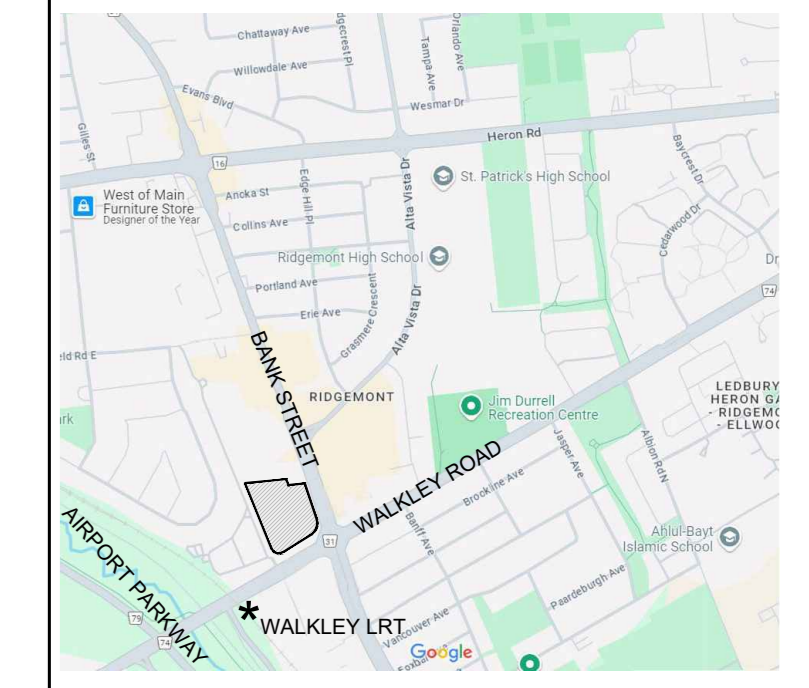 Chattaway Ave
Willowdale Ave
Evans Blvd
Tampa Ave
Orlando Ave
Wesmar Dr
Heron Rd
Gilles St
16
West of Main
Furniture Store
Designer of the Year
Ancka St
Collins Ave
Edge Hill Pl
Alta Vista Dr
St. Patrick's High School
Baycrest Dr
Cedarwood Dr
Ridgemont High School
Portland Ave
Erie Ave
Grasmere Crescent
Alta Vista Dr
Dr
74
eld Rd E
BANK STREET
RIDGEMONT
Jim Durrell
Recreation Centre
LEDBURY
HERON GA
- RIDGEMO
- ELLWOO
ark
WALKLEY ROAD
Jasper Ave
Albion Rd N
Brookline Ave
31
Banff Ave
Ahlul-Bayt
Islamic School
AIRPORT PARKWAY
Paardeburgh Ave
79
74
* WALKLEY LRT
Vancouver Ave
Google